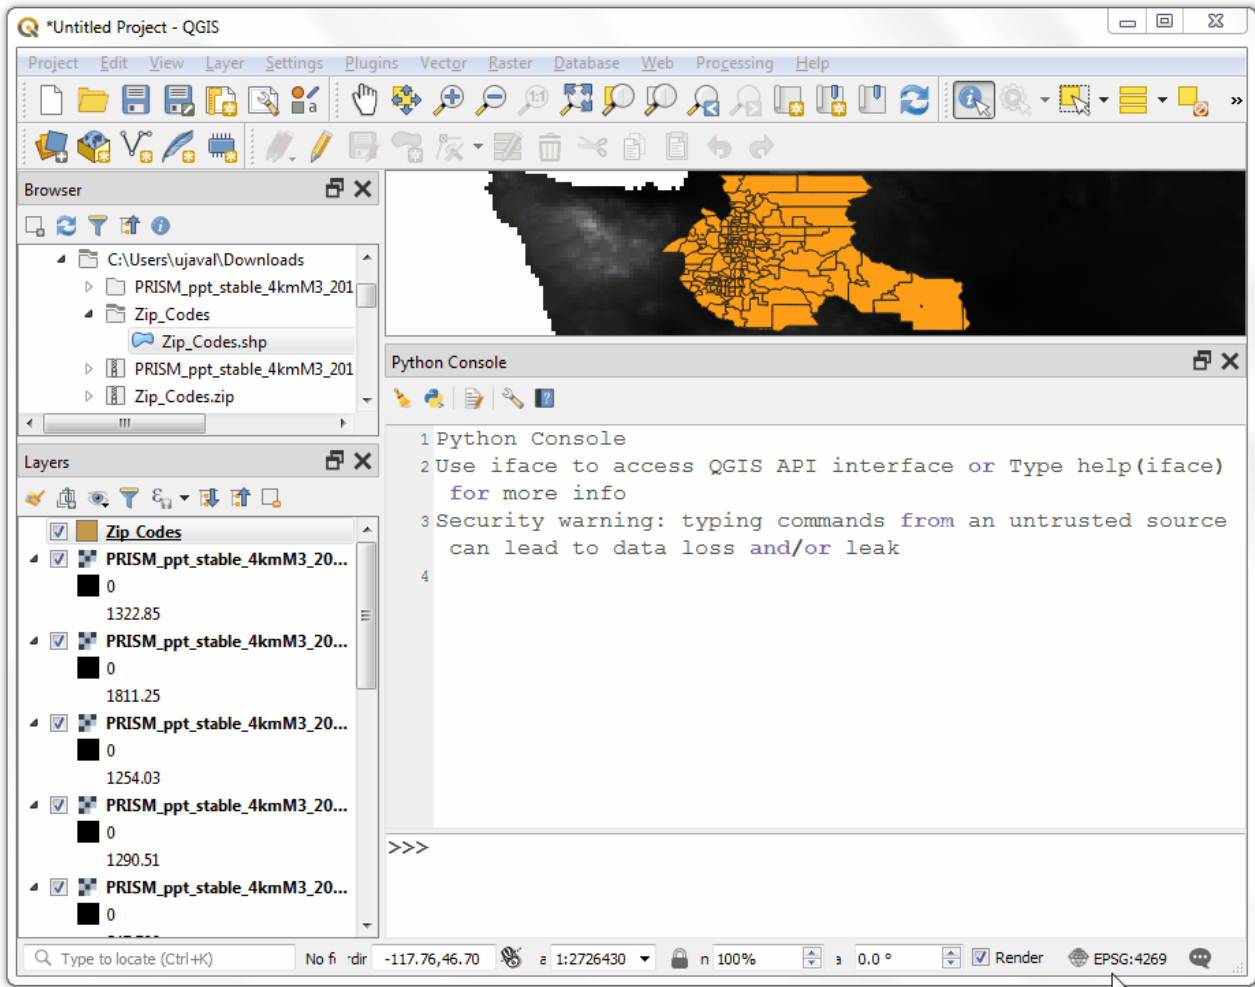 *Untitled Project - QGIS
Project Edit View Layer Settings Plugins Vector Raster Database Web Processing Help
1:1
a
»
Browser
C:\Users\ujaval\Downloads
PRISM_ppt_stable_4kmM3_201
Zip_Codes
Zip_Codes.shp
PRISM_ppt_stable_4kmM3_201
Zip_Codes.zip
Layers
Zip Codes
PRISM_ppt_stable_4kmM3_20...
0
1322.85
PRISM_ppt_stable_4kmM3_20...
0
1811.25
PRISM_ppt_stable_4kmM3_20...
0
1254.03
PRISM_ppt_stable_4kmM3_20...
0
1290.51
PRISM_ppt_stable_4kmM3_20...
0
Python Console
1 Python Console
2 Use iface to access QGIS API interface or Type help(iface)
for more info
3 Security warning: typing commands from an untrusted source
can lead to data loss and/or leak
4
>>>
Type to locate (Ctrl+K) No fi rdir -117.76,46.70 a 1:2726430 n 100% a 0.0 ° Render EPSG:4269